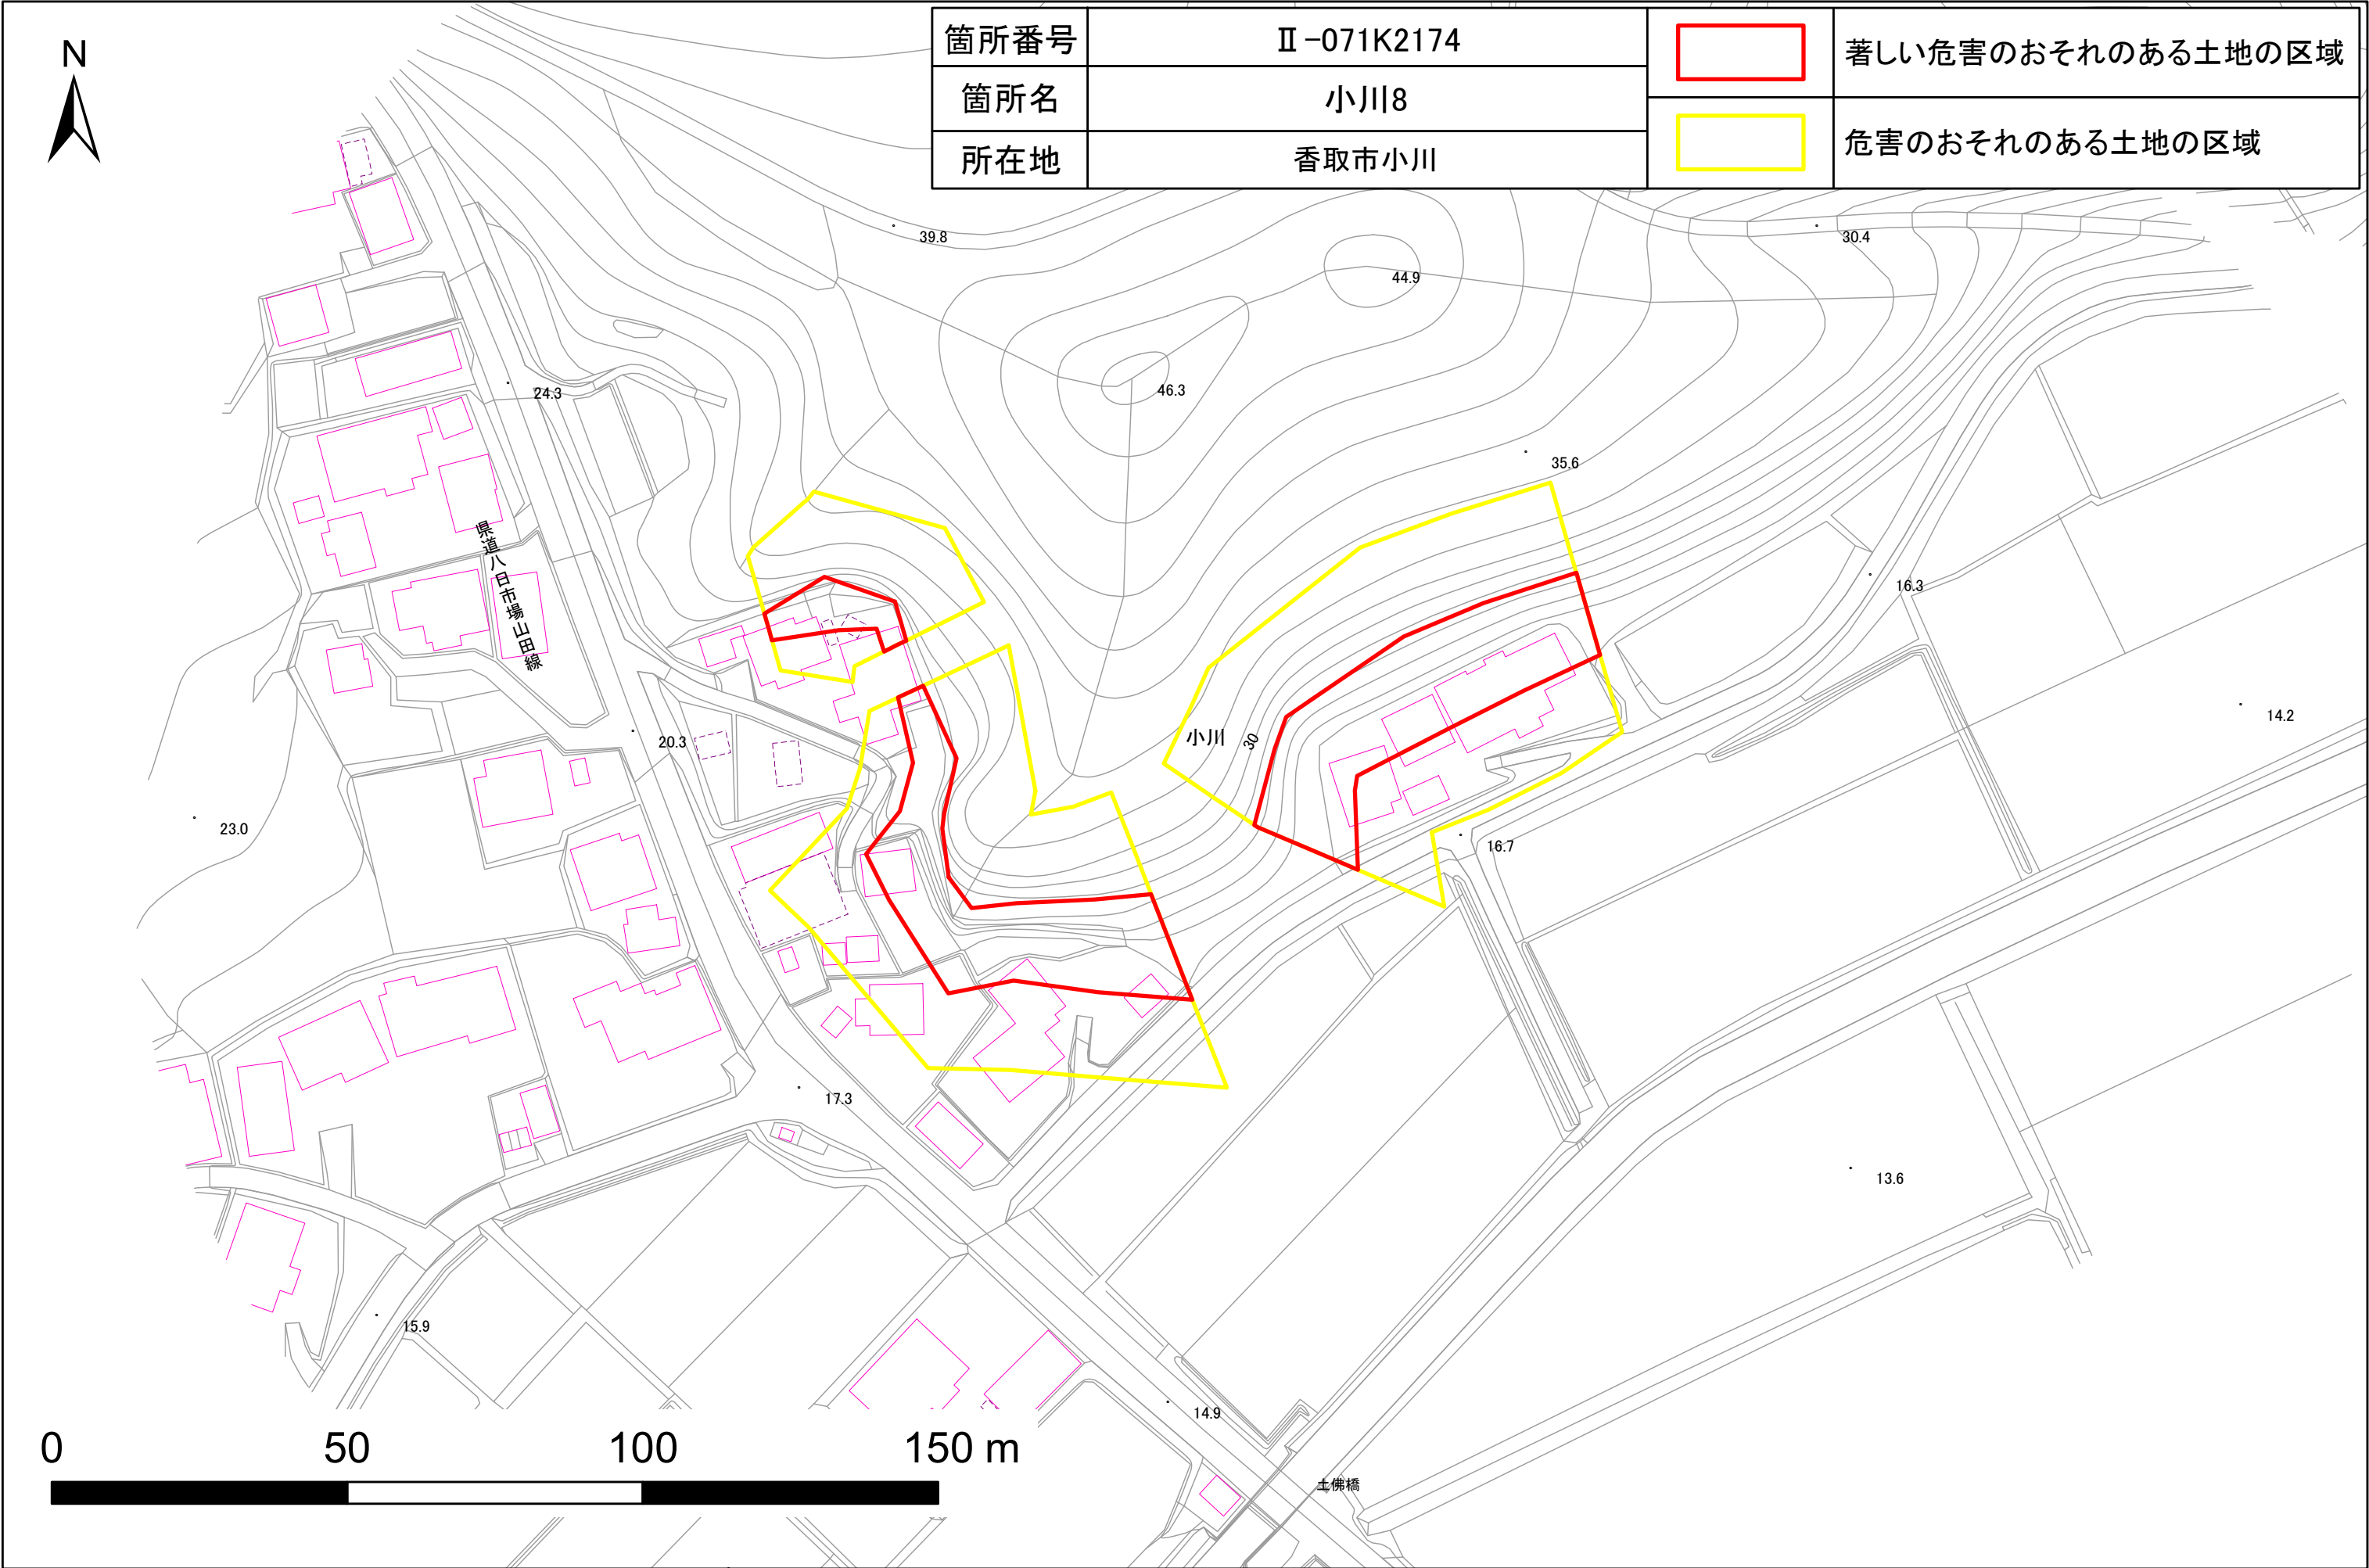 N
箇所番号 Ⅱ-071K2174
箇所名 小川8
所在地 香取市小川
著しい危害のおそれのある土地の区域
危害のおそれのある土地の区域
39.8
30.4
44.9
46.3
24.3
35.6
県道八日市場山田線
16.3
14.2
20.3
小川
30
23.0
16.7
17.3
13.6
15.9
14.9
土佛橋
0 50 100 150 m